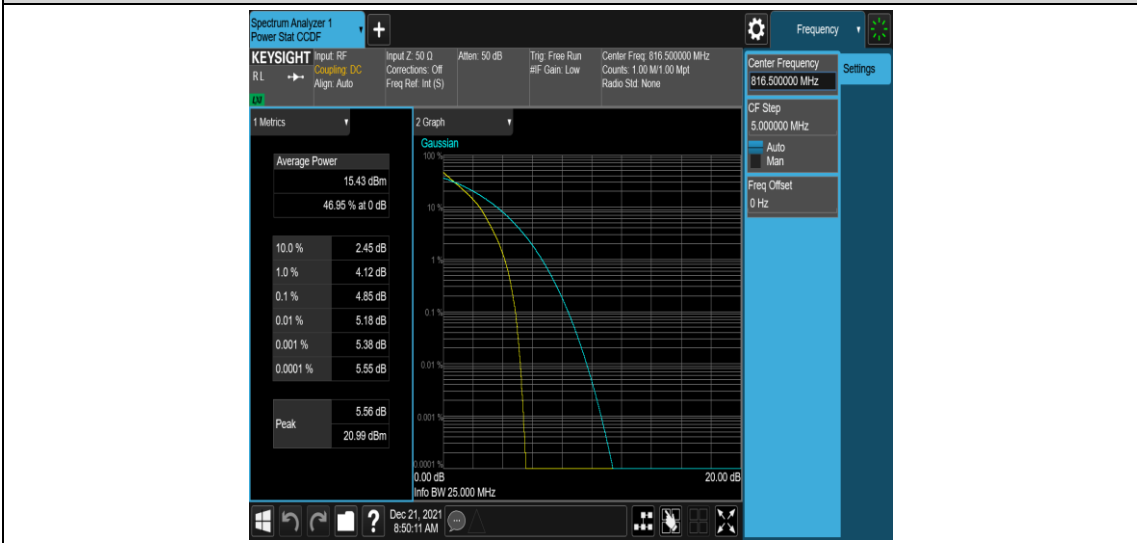 Spectrum Analyzer 1
Power Stat CCDF
+
Frequency
KEYSIGHT
RL
LNI
Input: RF
Coupling: DC
Align: Auto
Input Z: 50 Ω
Corrections: Off
Freq Ref: Int (S)
Atten: 50 dB
Trig: Free Run
#IF Gain: Low
Center Freq: 816.500000 MHz
Counts: 1.00 M/1.00 Mpt
Radio Std: None
Center Frequency
816.500000 MHz
Settings
CF Step
5.000000 MHz
Auto
Man
Freq Offset
0 Hz
1 Metrics
Average Power
15.43 dBm
46.95 % at 0 dB
10.0 % 2.45 dB
1.0 % 4.12 dB
0.1 % 4.85 dB
0.01 % 5.18 dB
0.001 % 5.38 dB
0.0001 % 5.55 dB
Peak
5.56 dB
20.99 dBm
2 Graph
Gaussian
100 %
10 %
1 %
0.1 %
0.01 %
0.001 %
0.0001 %
0.00 dB 20.00 dB
Info BW 25.000 MHz
?
Dec 21, 2021
8:50:11 AM